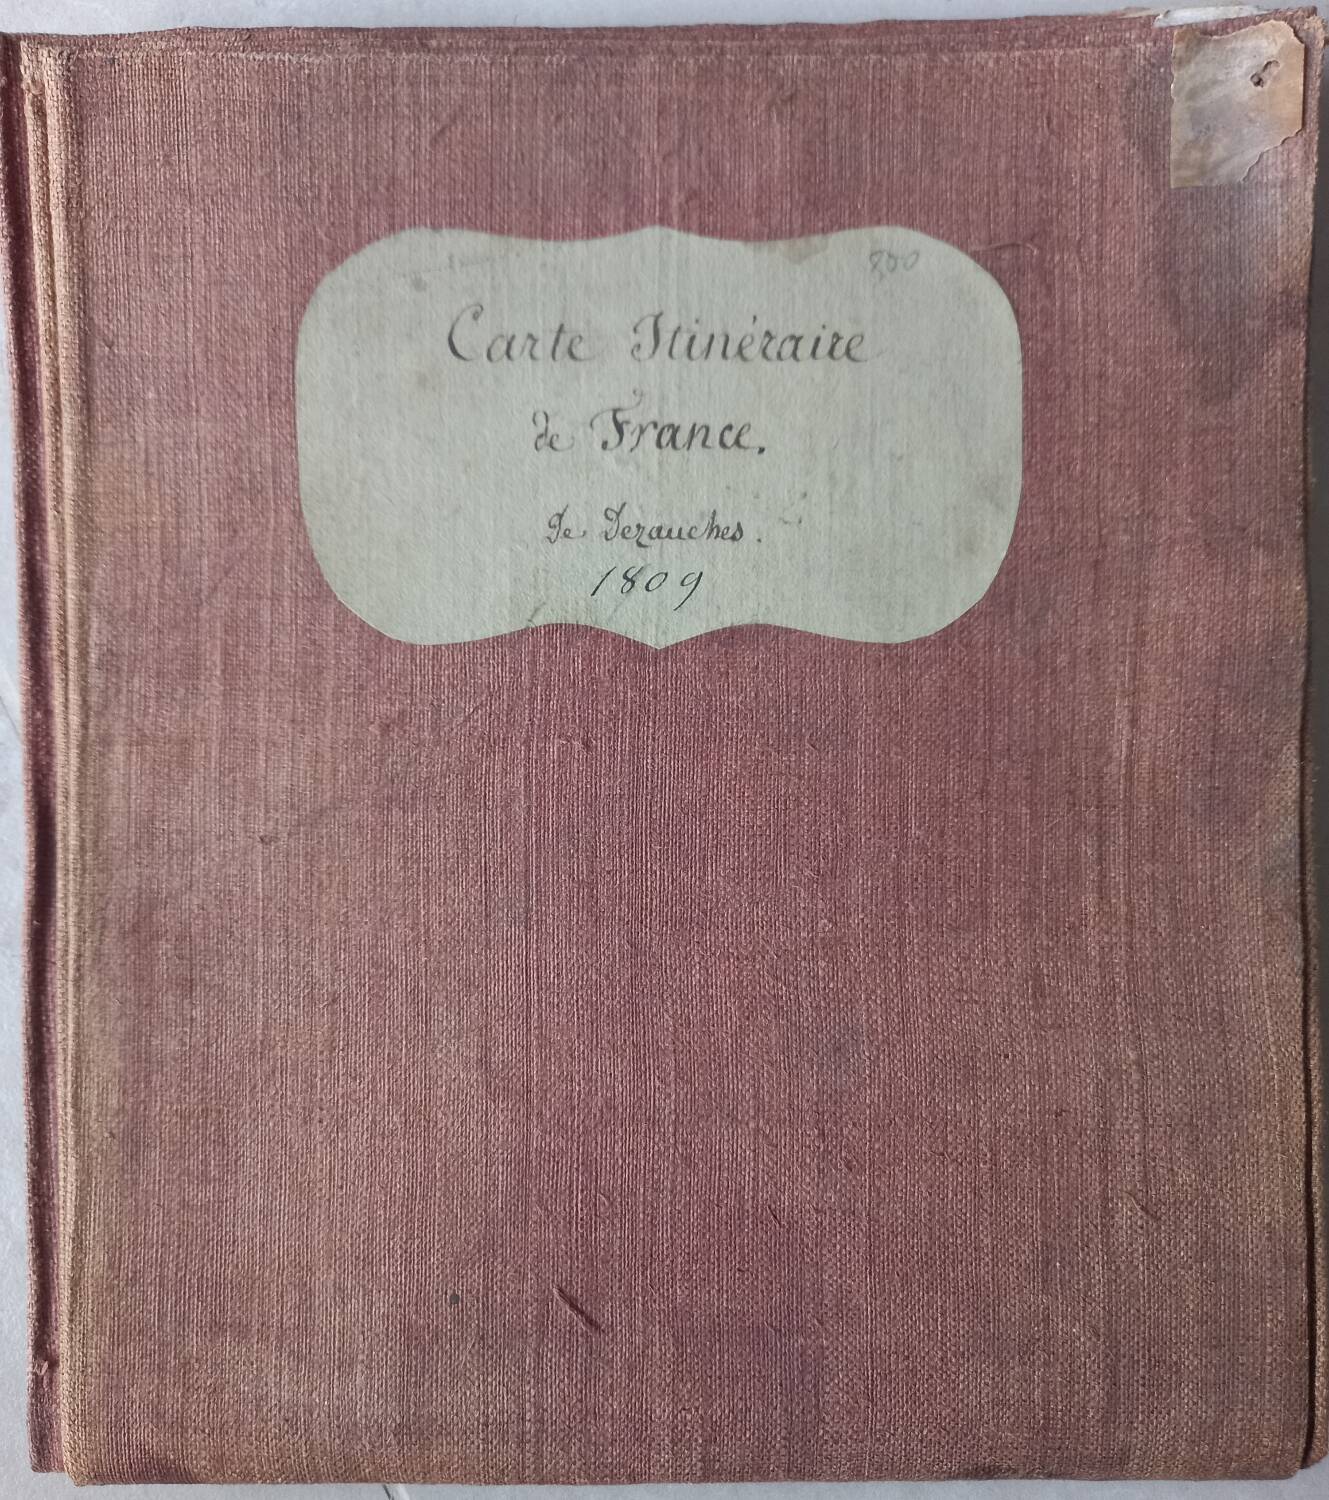 Carte Itinéraire
de France.
De Dezauches.
1809